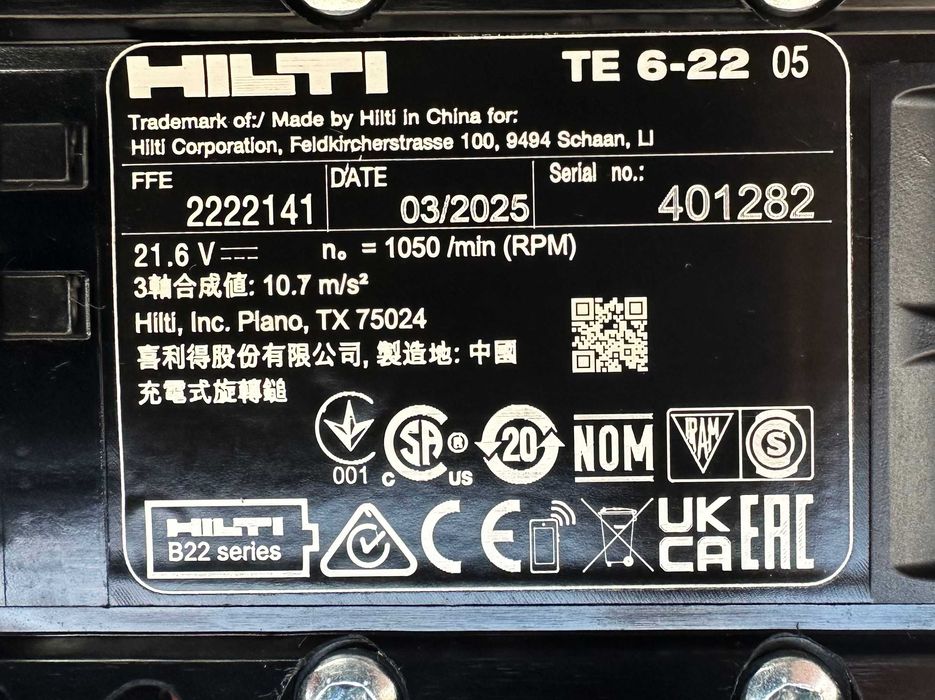 HILTI TE 6-22 05
Trademark of:/ Made by Hilti in China for:
Hilti Corporation, Feldkircherstrasse 100, 9494 Schaan, LI
FFE DATE Serial no.:
2222141 03/2025 401282
21.6 V n₀ = 1050 /min (RPM)
3軸合成値: 10.7 m/s²
Hilti, Inc. Plano, TX 75024
喜利得股份有限公司, 製造地: 中國
充電式旋轉鎚
001 c SA ® US 20 NOM IRAM S
HILTI
B22 series
CE UK
CA EAC